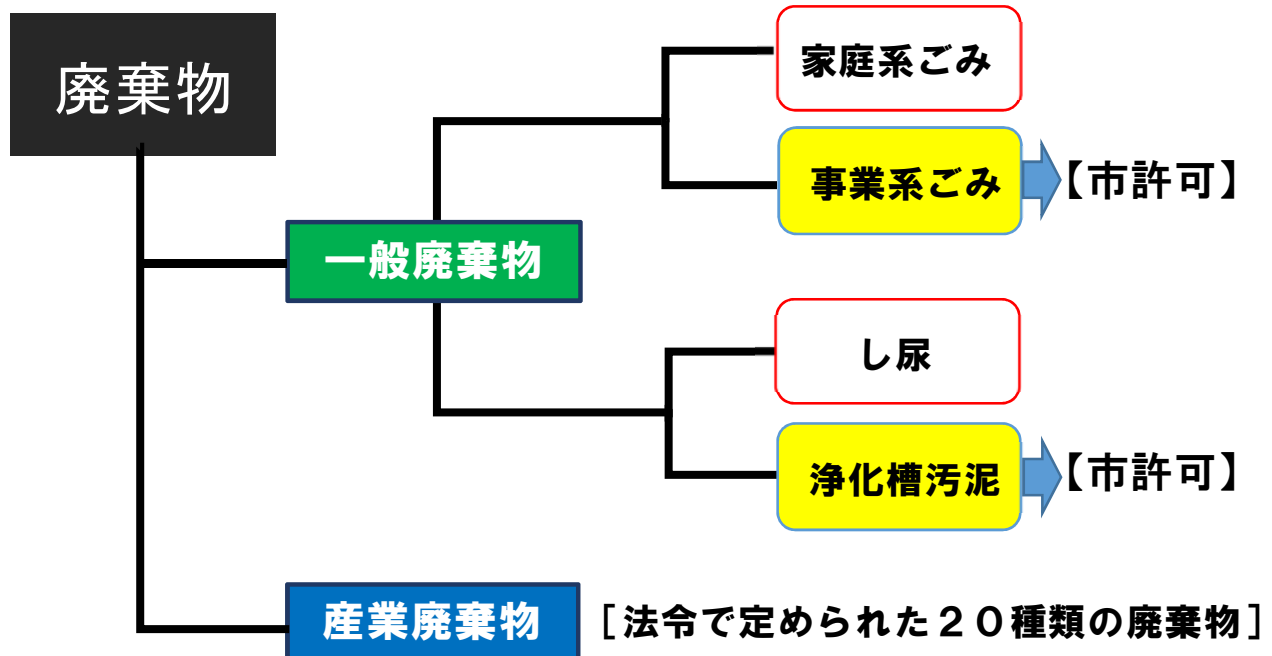 廃棄物
家庭系ごみ
事業系ごみ
【市許可】
一般廃棄物
し尿
浄化槽汚泥
【市許可】
産業廃棄物
［法令で定められた２０種類の廃棄物］